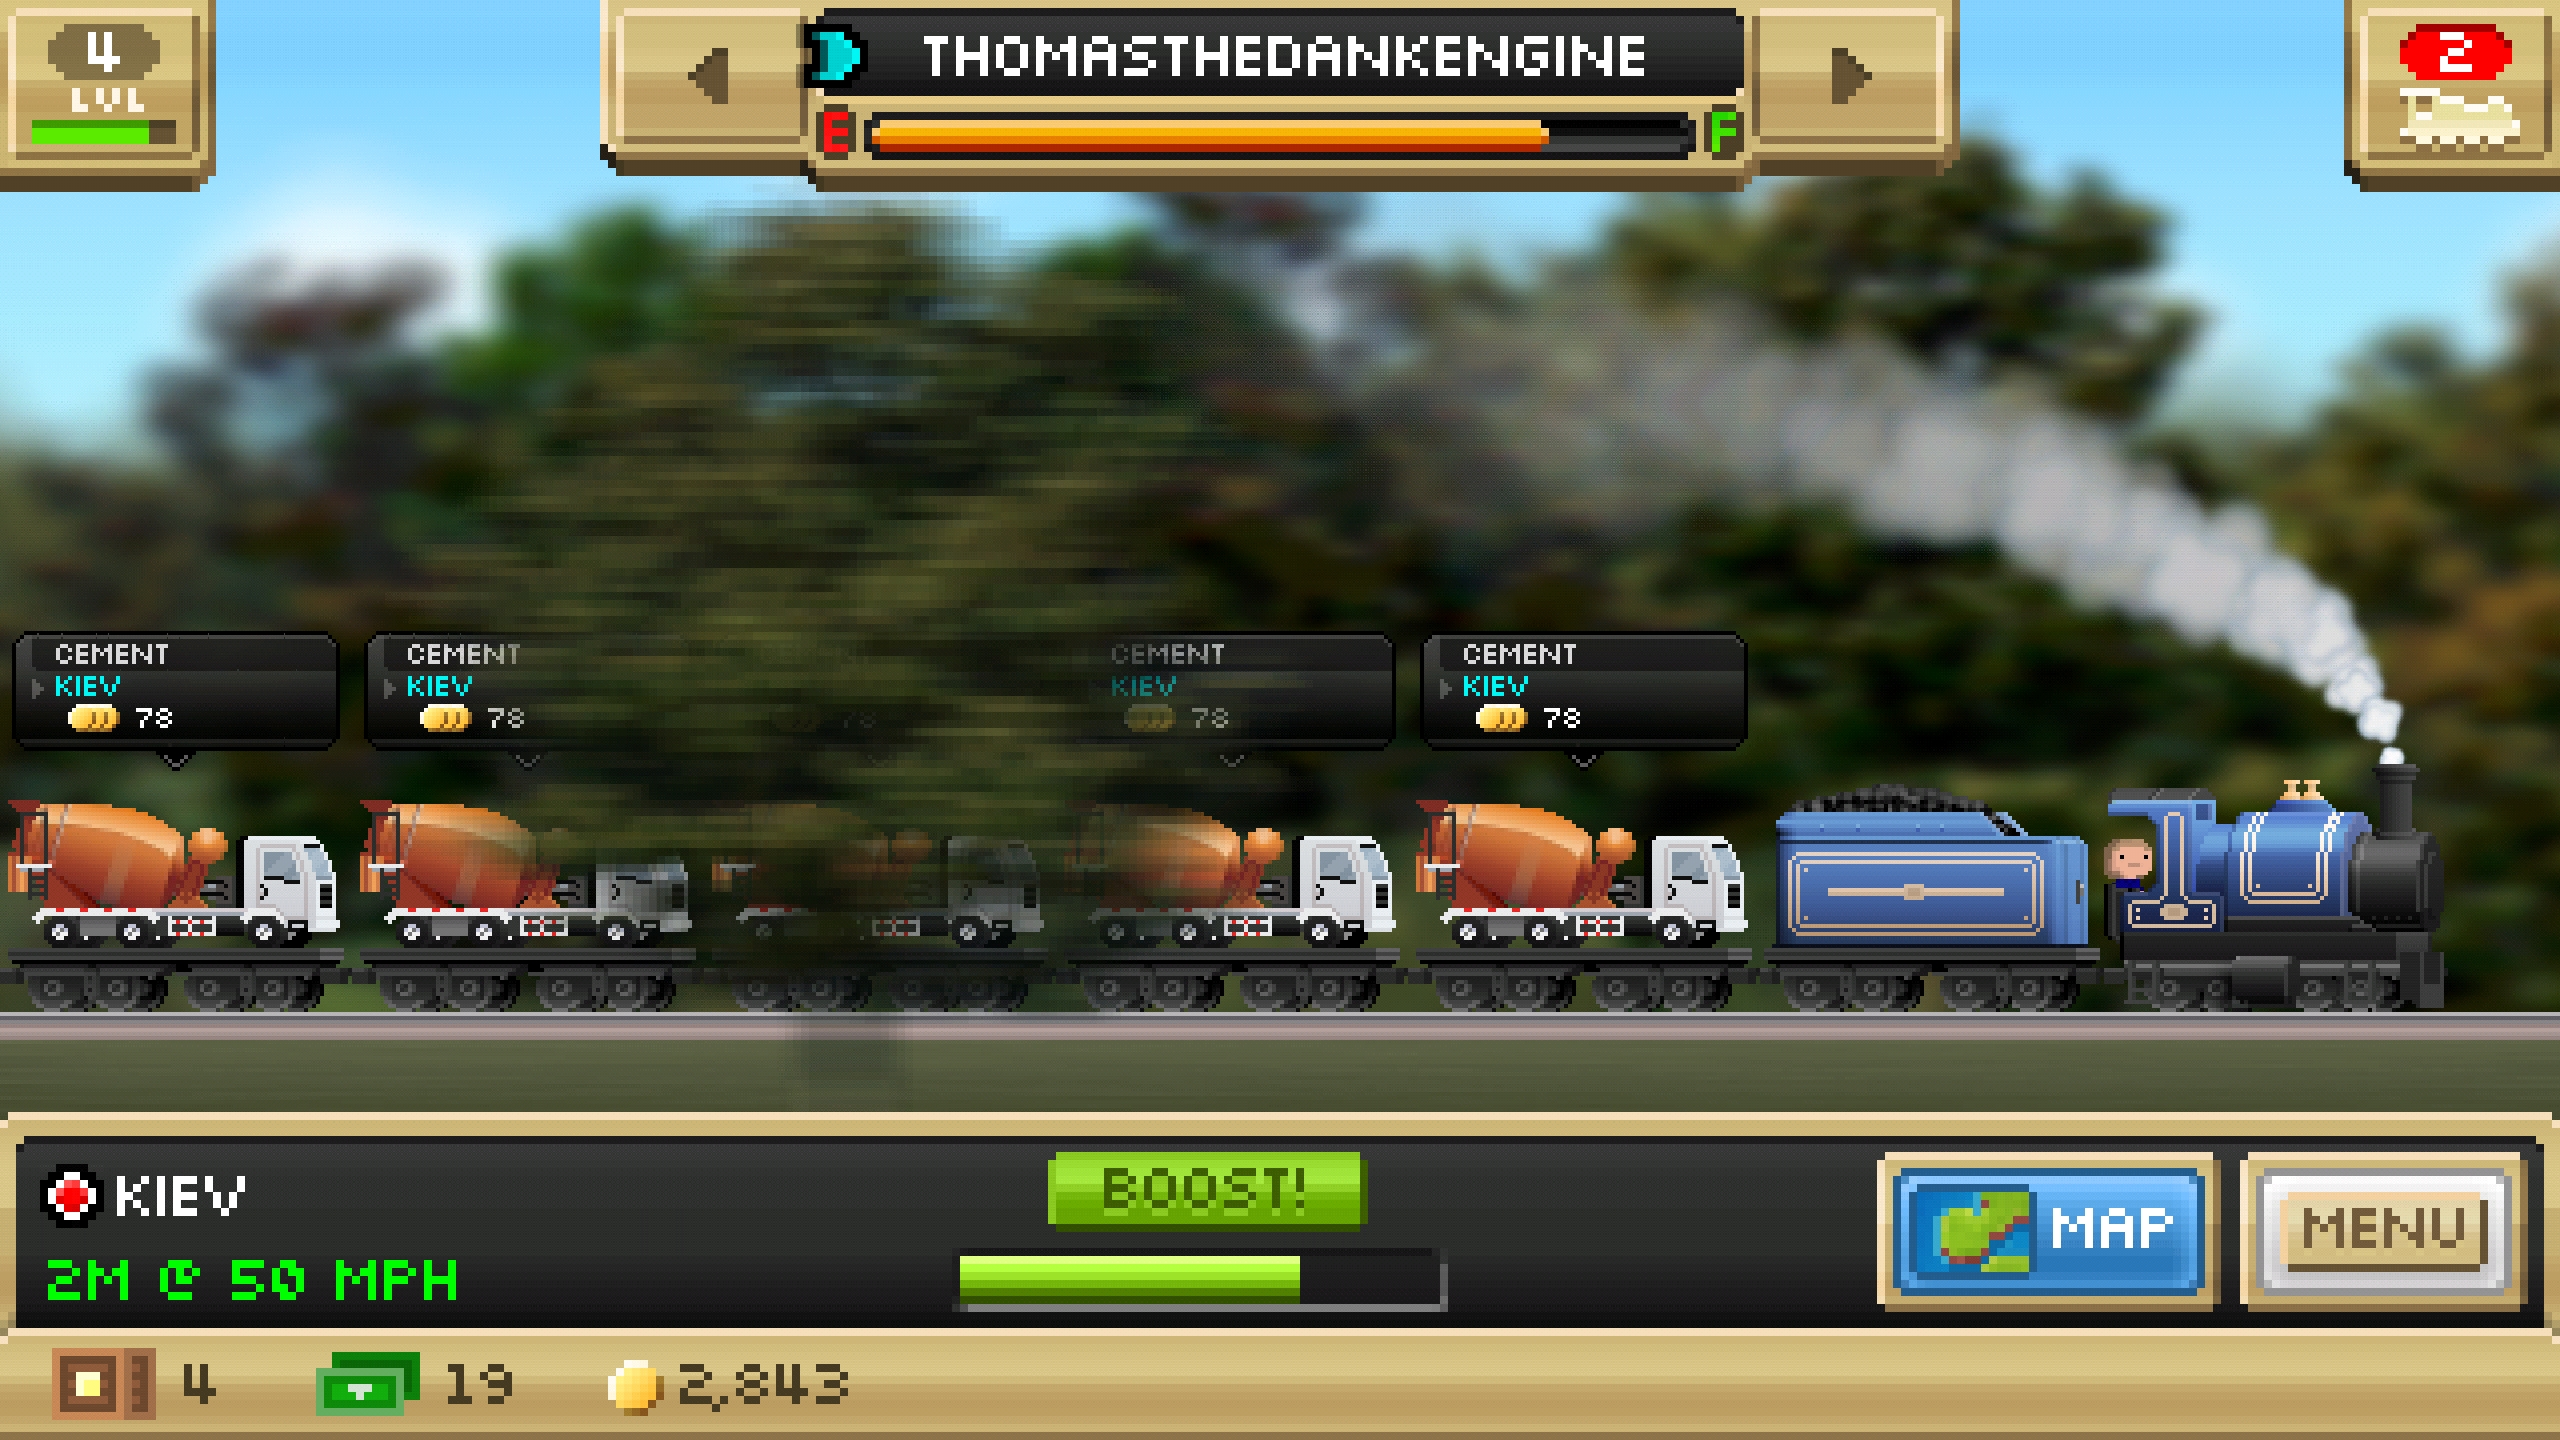 4
LVL
THOMASTHEDANKENGINE
E
F
2
CEMENT
KIEV
78
CEMENT
KIEV
78
78
CEMENT
KIEV
78
CEMENT
KIEV
78
KIEV
2M @ 50 MPH
BOOST!
MAP
MENU
4
19
2,843